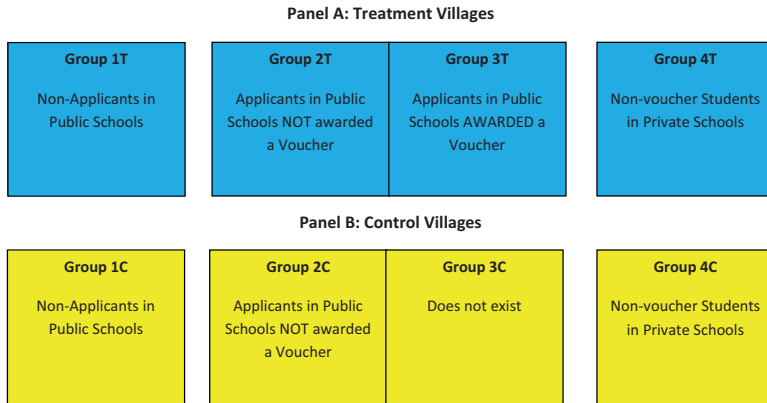 Panel A: Treatment Villages
Group 1T
Non-Applicants in
Public Schools
Group 2T
Applicants in Public
Schools NOT awarded
a Voucher
Group 3T
Applicants in Public
Schools AWARDED a
Voucher
Group 4T
Non-voucher Students
in Private Schools
Panel B: Control Villages
Group 1C
Non-Applicants in
Public Schools
Group 2C
Applicants in Public
Schools NOT awarded
a Voucher
Group 3C
Does not exist
Group 4C
Non-voucher Students
in Private Schools